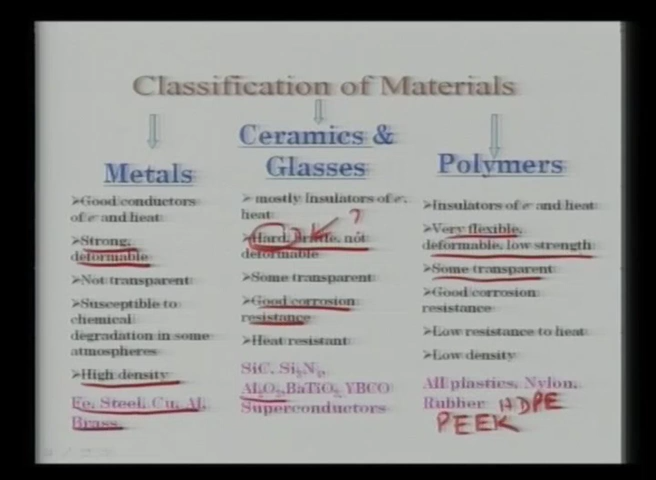 Classification of Materials
Metals
➢Good conductors
of e⁻ and heat
➢Strong,
deformable
➢Not transparent
➢Susceptible to
chemical
degradation in some
atmospheres
➢High density
Fe, Steel, Cu, Al,
Brass
Ceramics &
Glasses
➢ mostly Insulators of e⁻,
heat
?
➢Hard, Brittle, not
deformable
➢Some transparent
➢Good corrosion
resistance
➢Heat resistant
SiC, Si₃N₄,
Al₂O₃,BaTiO₃,YBCO
Superconductors
Polymers
➢Insulators of e⁻ and heat
➢Very flexible,
deformable, low strength
➢Some transparent
➢Good corrosion
resistance
➢Low resistance to heat
➢Low density
All plastics, Nylon,
Rubber HDPE
PEEK